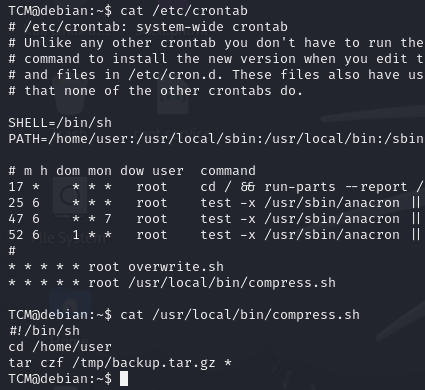 TCM@debian:~$ cat /etc/crontab
# /etc/crontab: system-wide crontab
# Unlike any other crontab you don't have to run the
# command to install the new version when you edit t
# and files in /etc/cron.d. These files also have us
# that none of the other crontabs do.

SHELL=/bin/sh
PATH=/home/user:/usr/local/sbin:/usr/local/bin:/sbin

# m h dom mon dow user  command
17 *    * * *   root    cd / && run-parts --report /
25 6    * * *   root    test -x /usr/sbin/anacron ||
47 6    * * 7   root    test -x /usr/sbin/anacron ||
52 6    1 * *   root    test -x /usr/sbin/anacron ||
#
* * * * * root overwrite.sh
* * * * * root /usr/local/bin/compress.sh

TCM@debian:~$ cat /usr/local/bin/compress.sh
#!/bin/sh
cd /home/user
tar czf /tmp/backup.tar.gz *
TCM@debian:~$